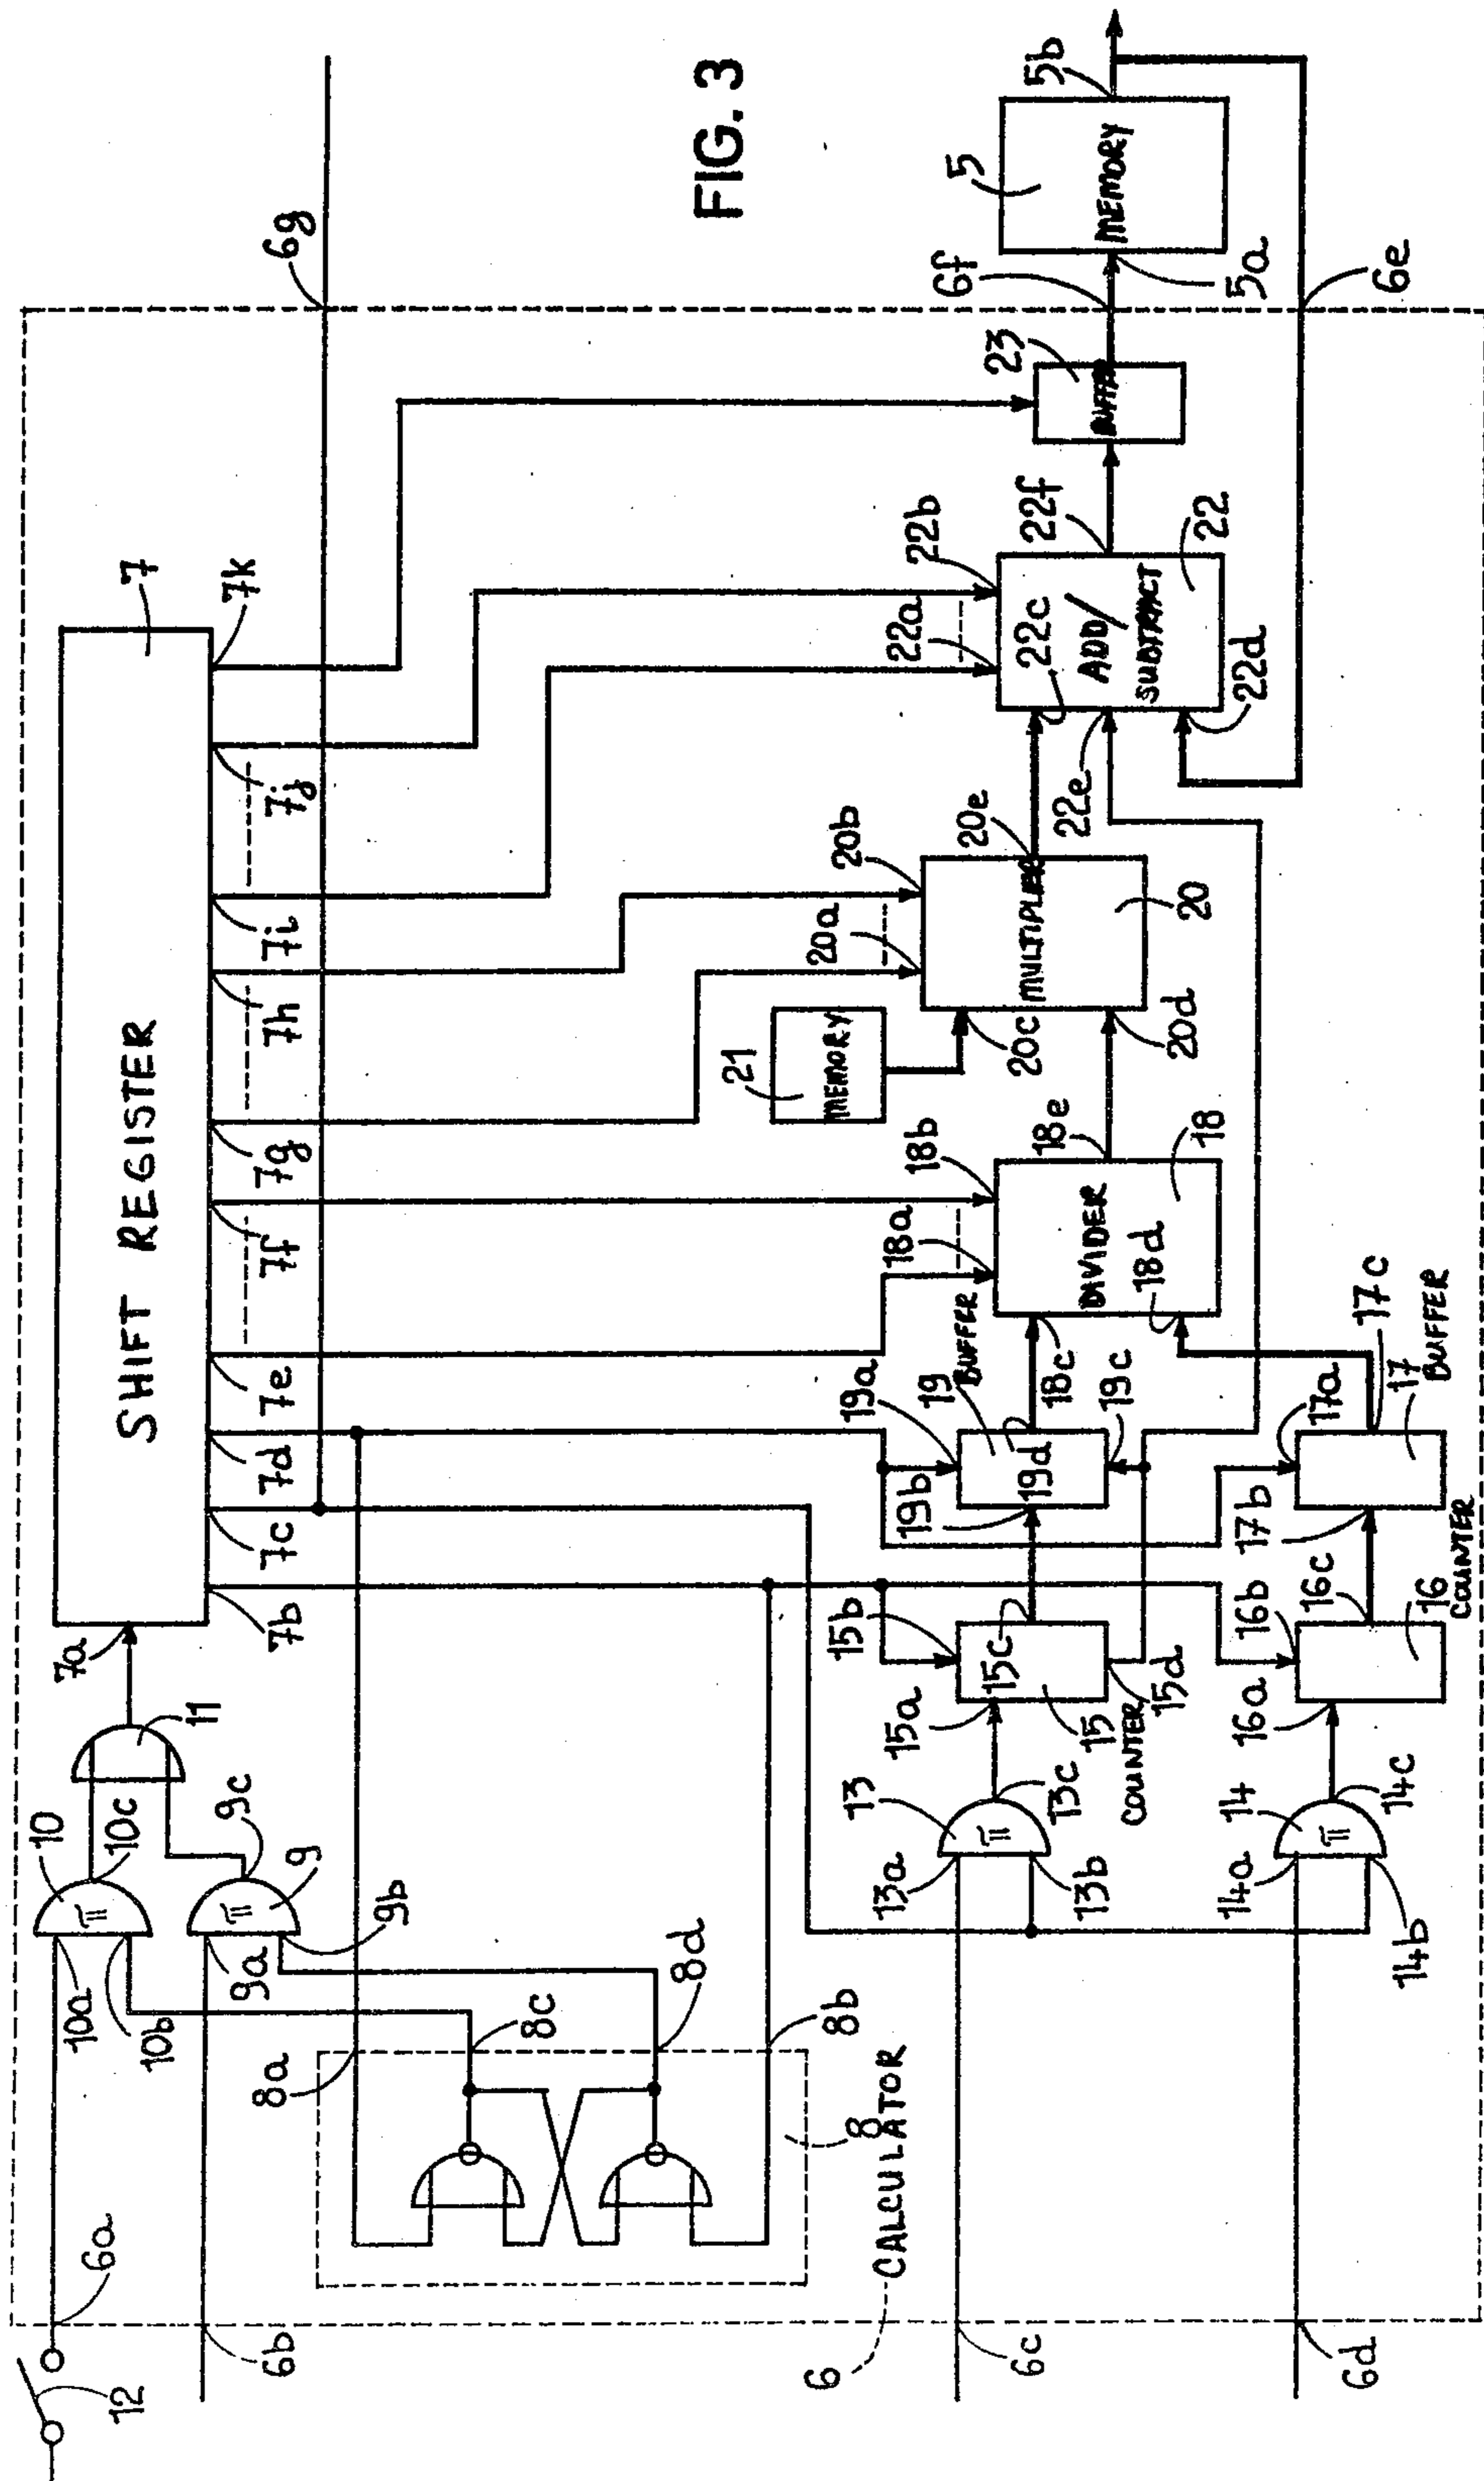 FIG. 3
SHIFT REGISTER
7
7a
7b
7c
7d
7e
7f
7g
7h
7i
7j
7k
6g
12
6a
6b
10a
10b
10
10c
11
9a
9b
9
9c
π
π
8a
8c
8d
8b
8
6
CALCULATOR
6c
6d
13a
13b
13
13c
π
14a
14b
14
14c
π
15a
15b
15c
15
COUNTER
15d
16a
16b
16c
16
COUNTER
19a
19b
19
BUFFER
19d
19c
17a
17b
17c
17
BUFFER
18a
18b
18c
18d
DIVIDER
18e
18
21
MEMORY
20a
20b
20c
20d
MULTIPLIER
20e
20
22a
22b
22c
22e
22d
ADD/
SUBTRACT
22f
22
23
BUFFER
6f
5
MEMORY
5a
5b
6e